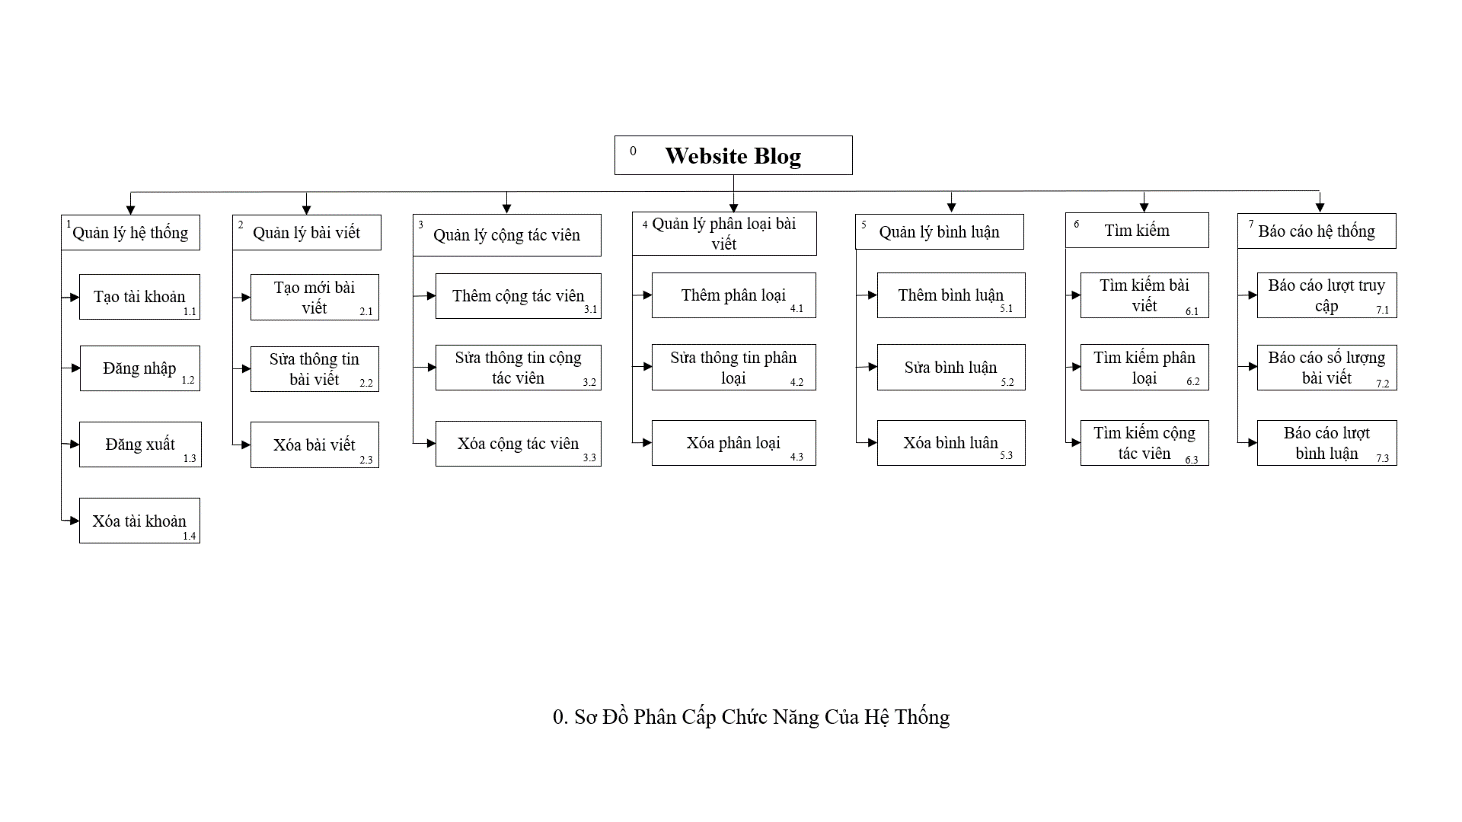 0 Website Blog
1 Quản lý hệ thống
Tạo tài khoản
1.1
Đăng nhập
1.2
Đăng xuất
1.3
Xóa tài khoản
1.4
2 Quản lý bài viết
Tạo mới bài
viết 2.1
Sửa thông tin
bài viết 2.2
Xóa bài viết
2.3
3 Quản lý cộng tác viên
Thêm cộng tác viên
3.1
Sửa thông tin cộng
tác viên 3.2
Xóa cộng tác viên
3.3
4 Quản lý phân loại bài
viết
Thêm phân loại
4.1
Sửa thông tin phân
loại 4.2
Xóa phân loại
4.3
5 Quản lý bình luận
Thêm bình luận
5.1
Sửa bình luận
5.2
Xóa bình luân
5.3
6 Tìm kiếm
Tìm kiếm bài
viết 6.1
Tìm kiếm phân
loại 6.2
Tìm kiếm cộng
tác viên 6.3
7 Báo cáo hệ thống
Báo cáo lượt truy
cập 7.1
Báo cáo số lượng
bài viết 7.2
Báo cáo lượt
bình luận 7.3
0. Sơ Đồ Phân Cấp Chức Năng Của Hệ Thống